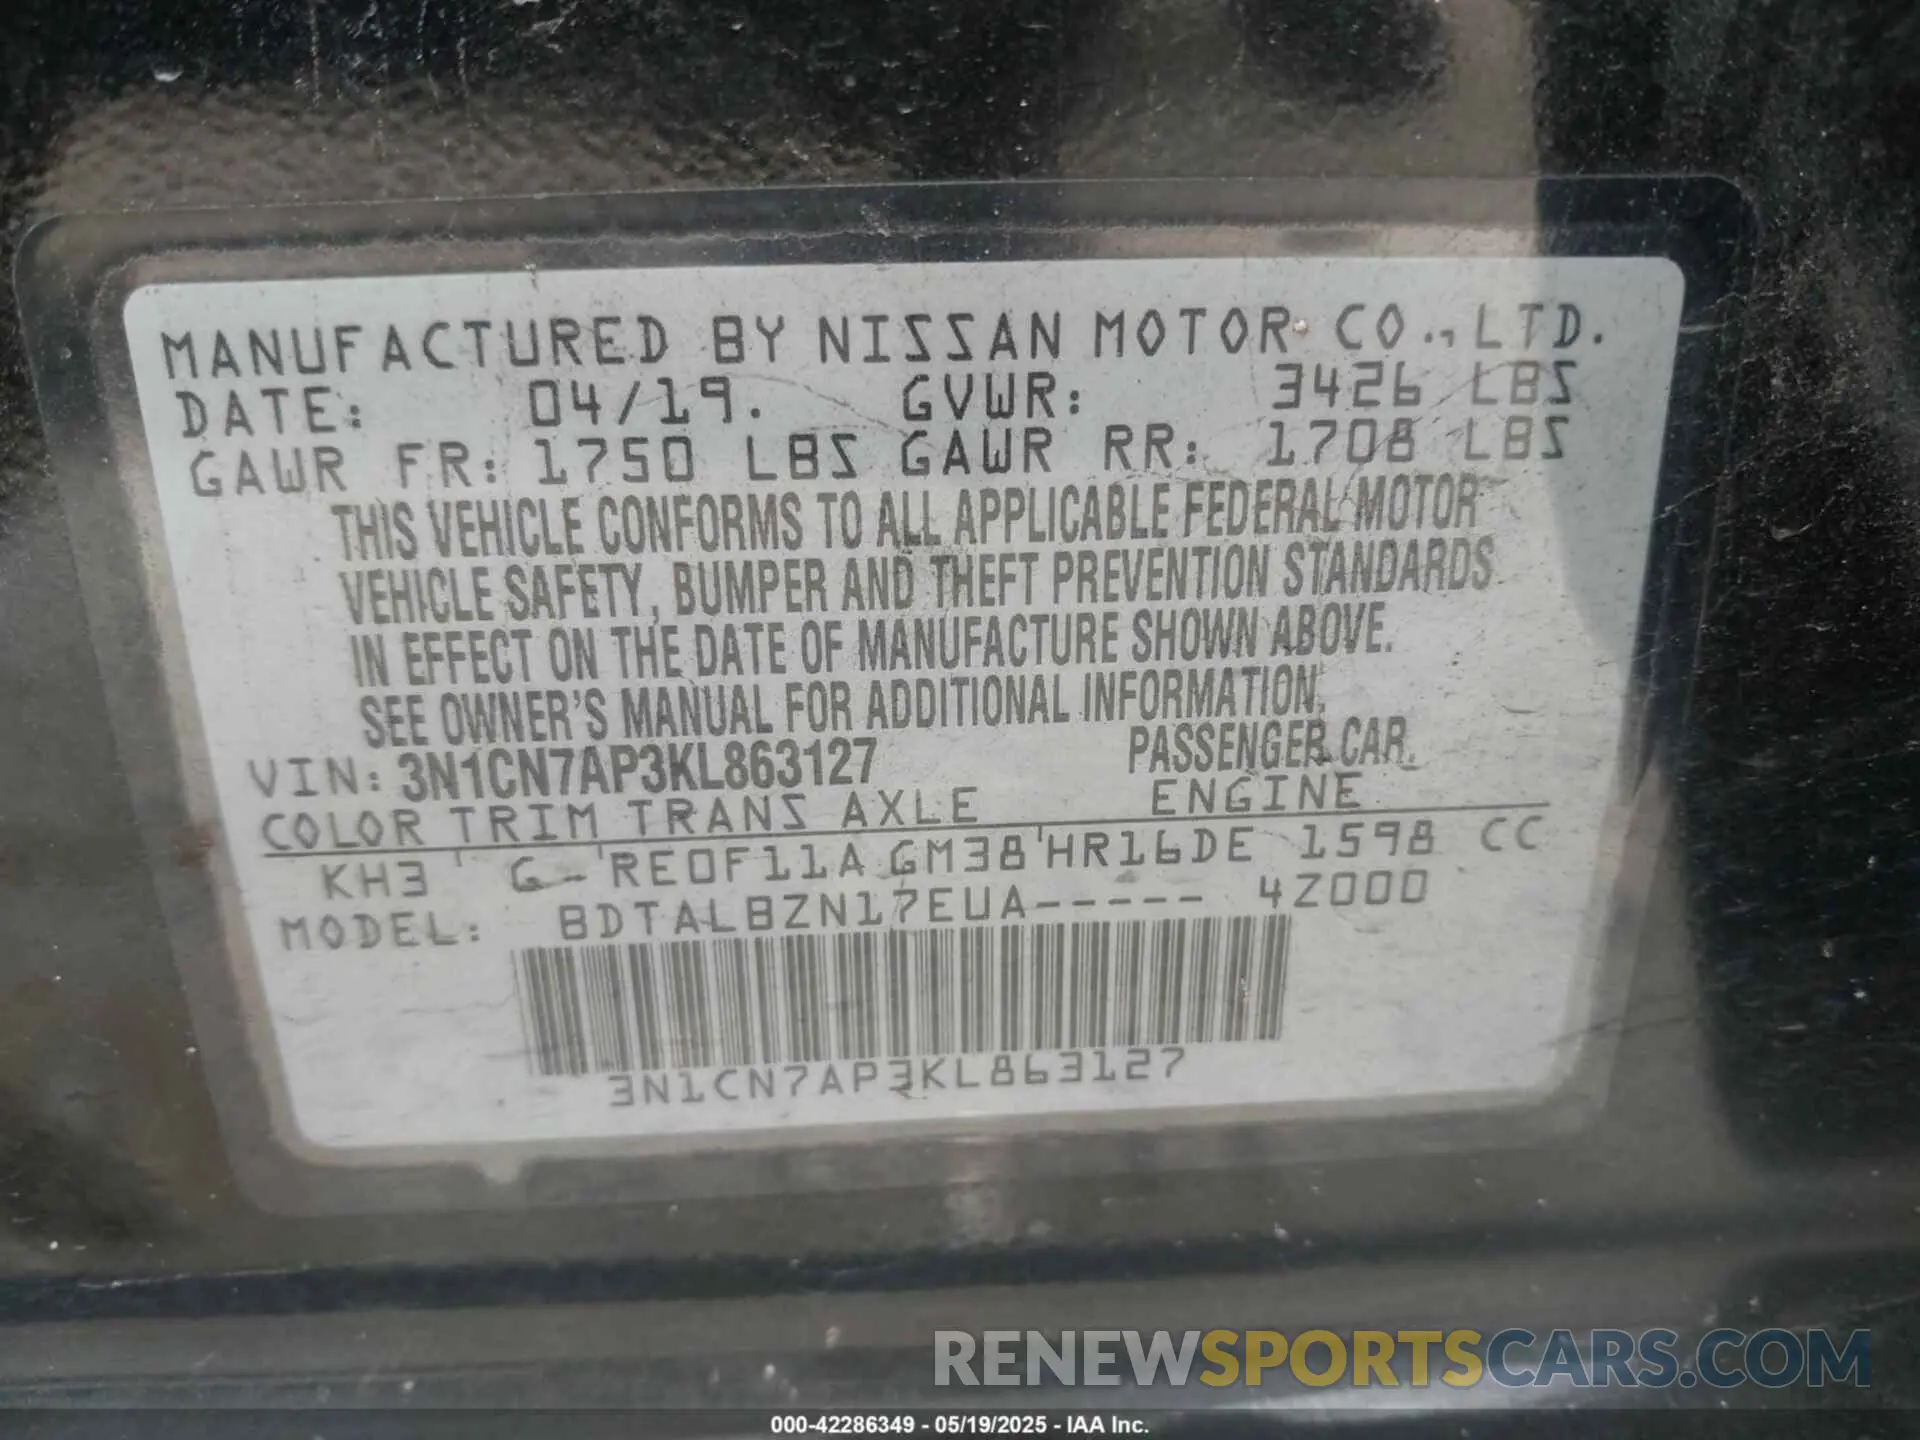 MANUFACTURED BY NISSAN MOTOR CO., LTD.
DATE: 04/19. GVWR: 3426 LBS
GAWR FR: 1750 LBS GAWR RR: 1708 LBS
THIS VEHICLE CONFORMS TO ALL APPLICABLE FEDERAL MOTOR
VEHICLE SAFETY, BUMPER AND THEFT PREVENTION STANDARDS
IN EFFECT ON THE DATE OF MANUFACTURE SHOWN ABOVE.
SEE OWNER'S MANUAL FOR ADDITIONAL INFORMATION.
VIN: 3N1CN7AP3KL863127 PASSENGER CAR.
COLOR TRIM TRANS AXLE ENGINE
KH3 G- RE0F11A GM38 HR16DE 1598 CC
MODEL: BDTALBZN17EUA----- 4Z000
3N1CN7AP3KL863127
RENEWSPORTSCARS.COM
000-42286349 - 05/19/2025 - IAA Inc.